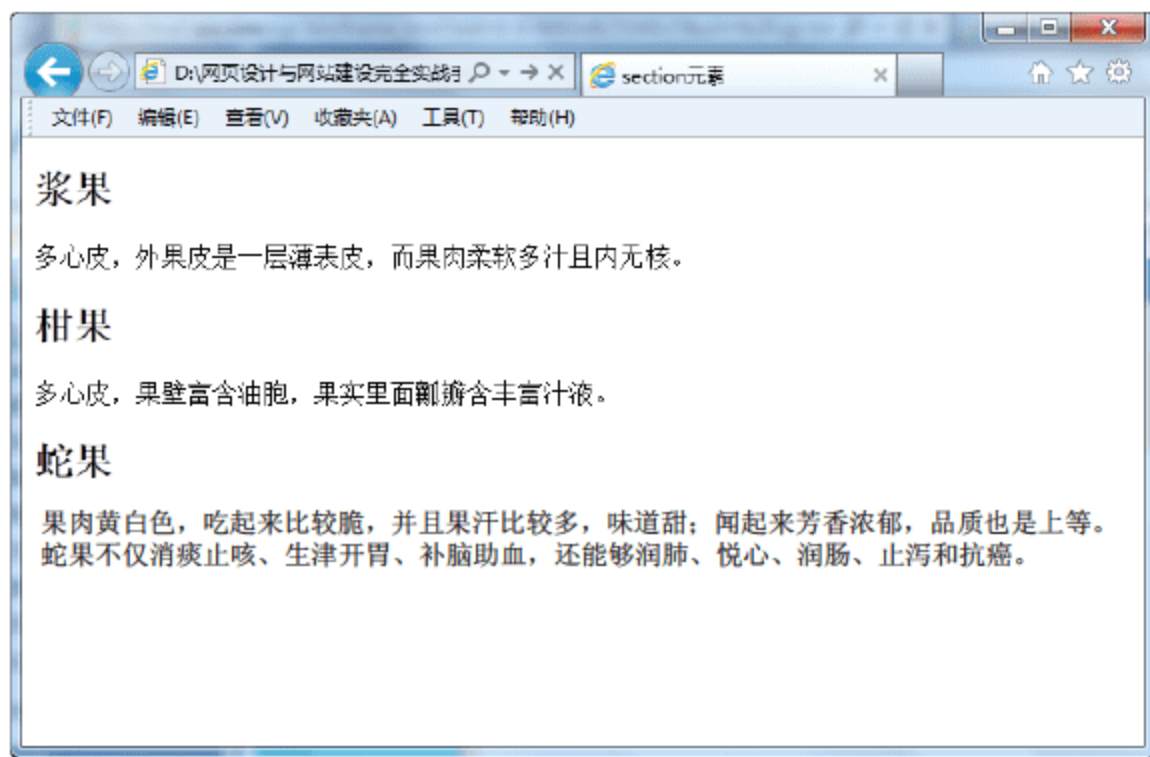 D:\网页设计与网站建设完全实战手
section元素
文件(F) 编辑(E) 查看(V) 收藏夹(A) 工具(T) 帮助(H)
浆果
多心皮，外果皮是一层薄表皮，而果肉柔软多汁且内无核。
柑果
多心皮，果壁富含油胞，果实里面瓤瓣含丰富汁液。
蛇果
果肉黄白色，吃起来比较脆，并且果汗比较多，味道甜；闻起来芳香浓郁，品质也是上等。
蛇果不仅消痰止咳、生津开胃、补脑助血，还能够润肺、悦心、润肠、止泻和抗癌。